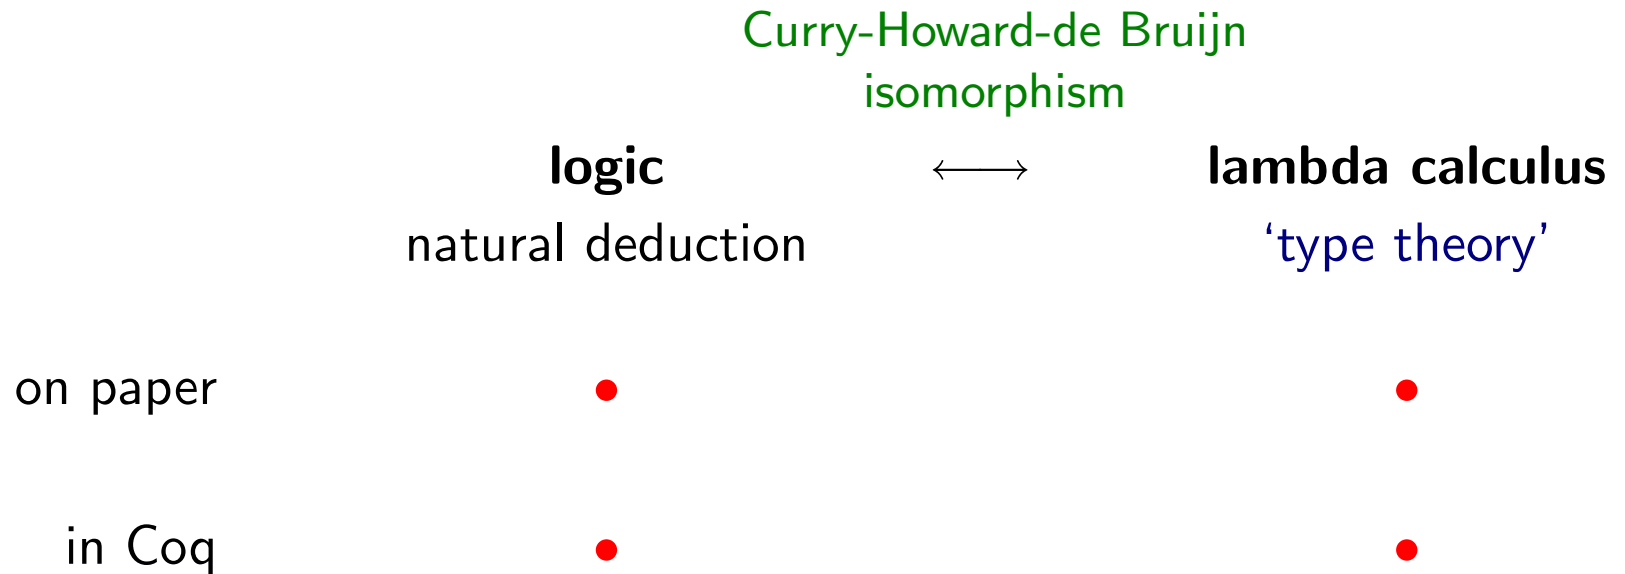 Curry-Howard-de Bruijn
isomorphism
logic ⟷ lambda calculus
natural deduction ‘type theory’
on paper • •
in Coq • •